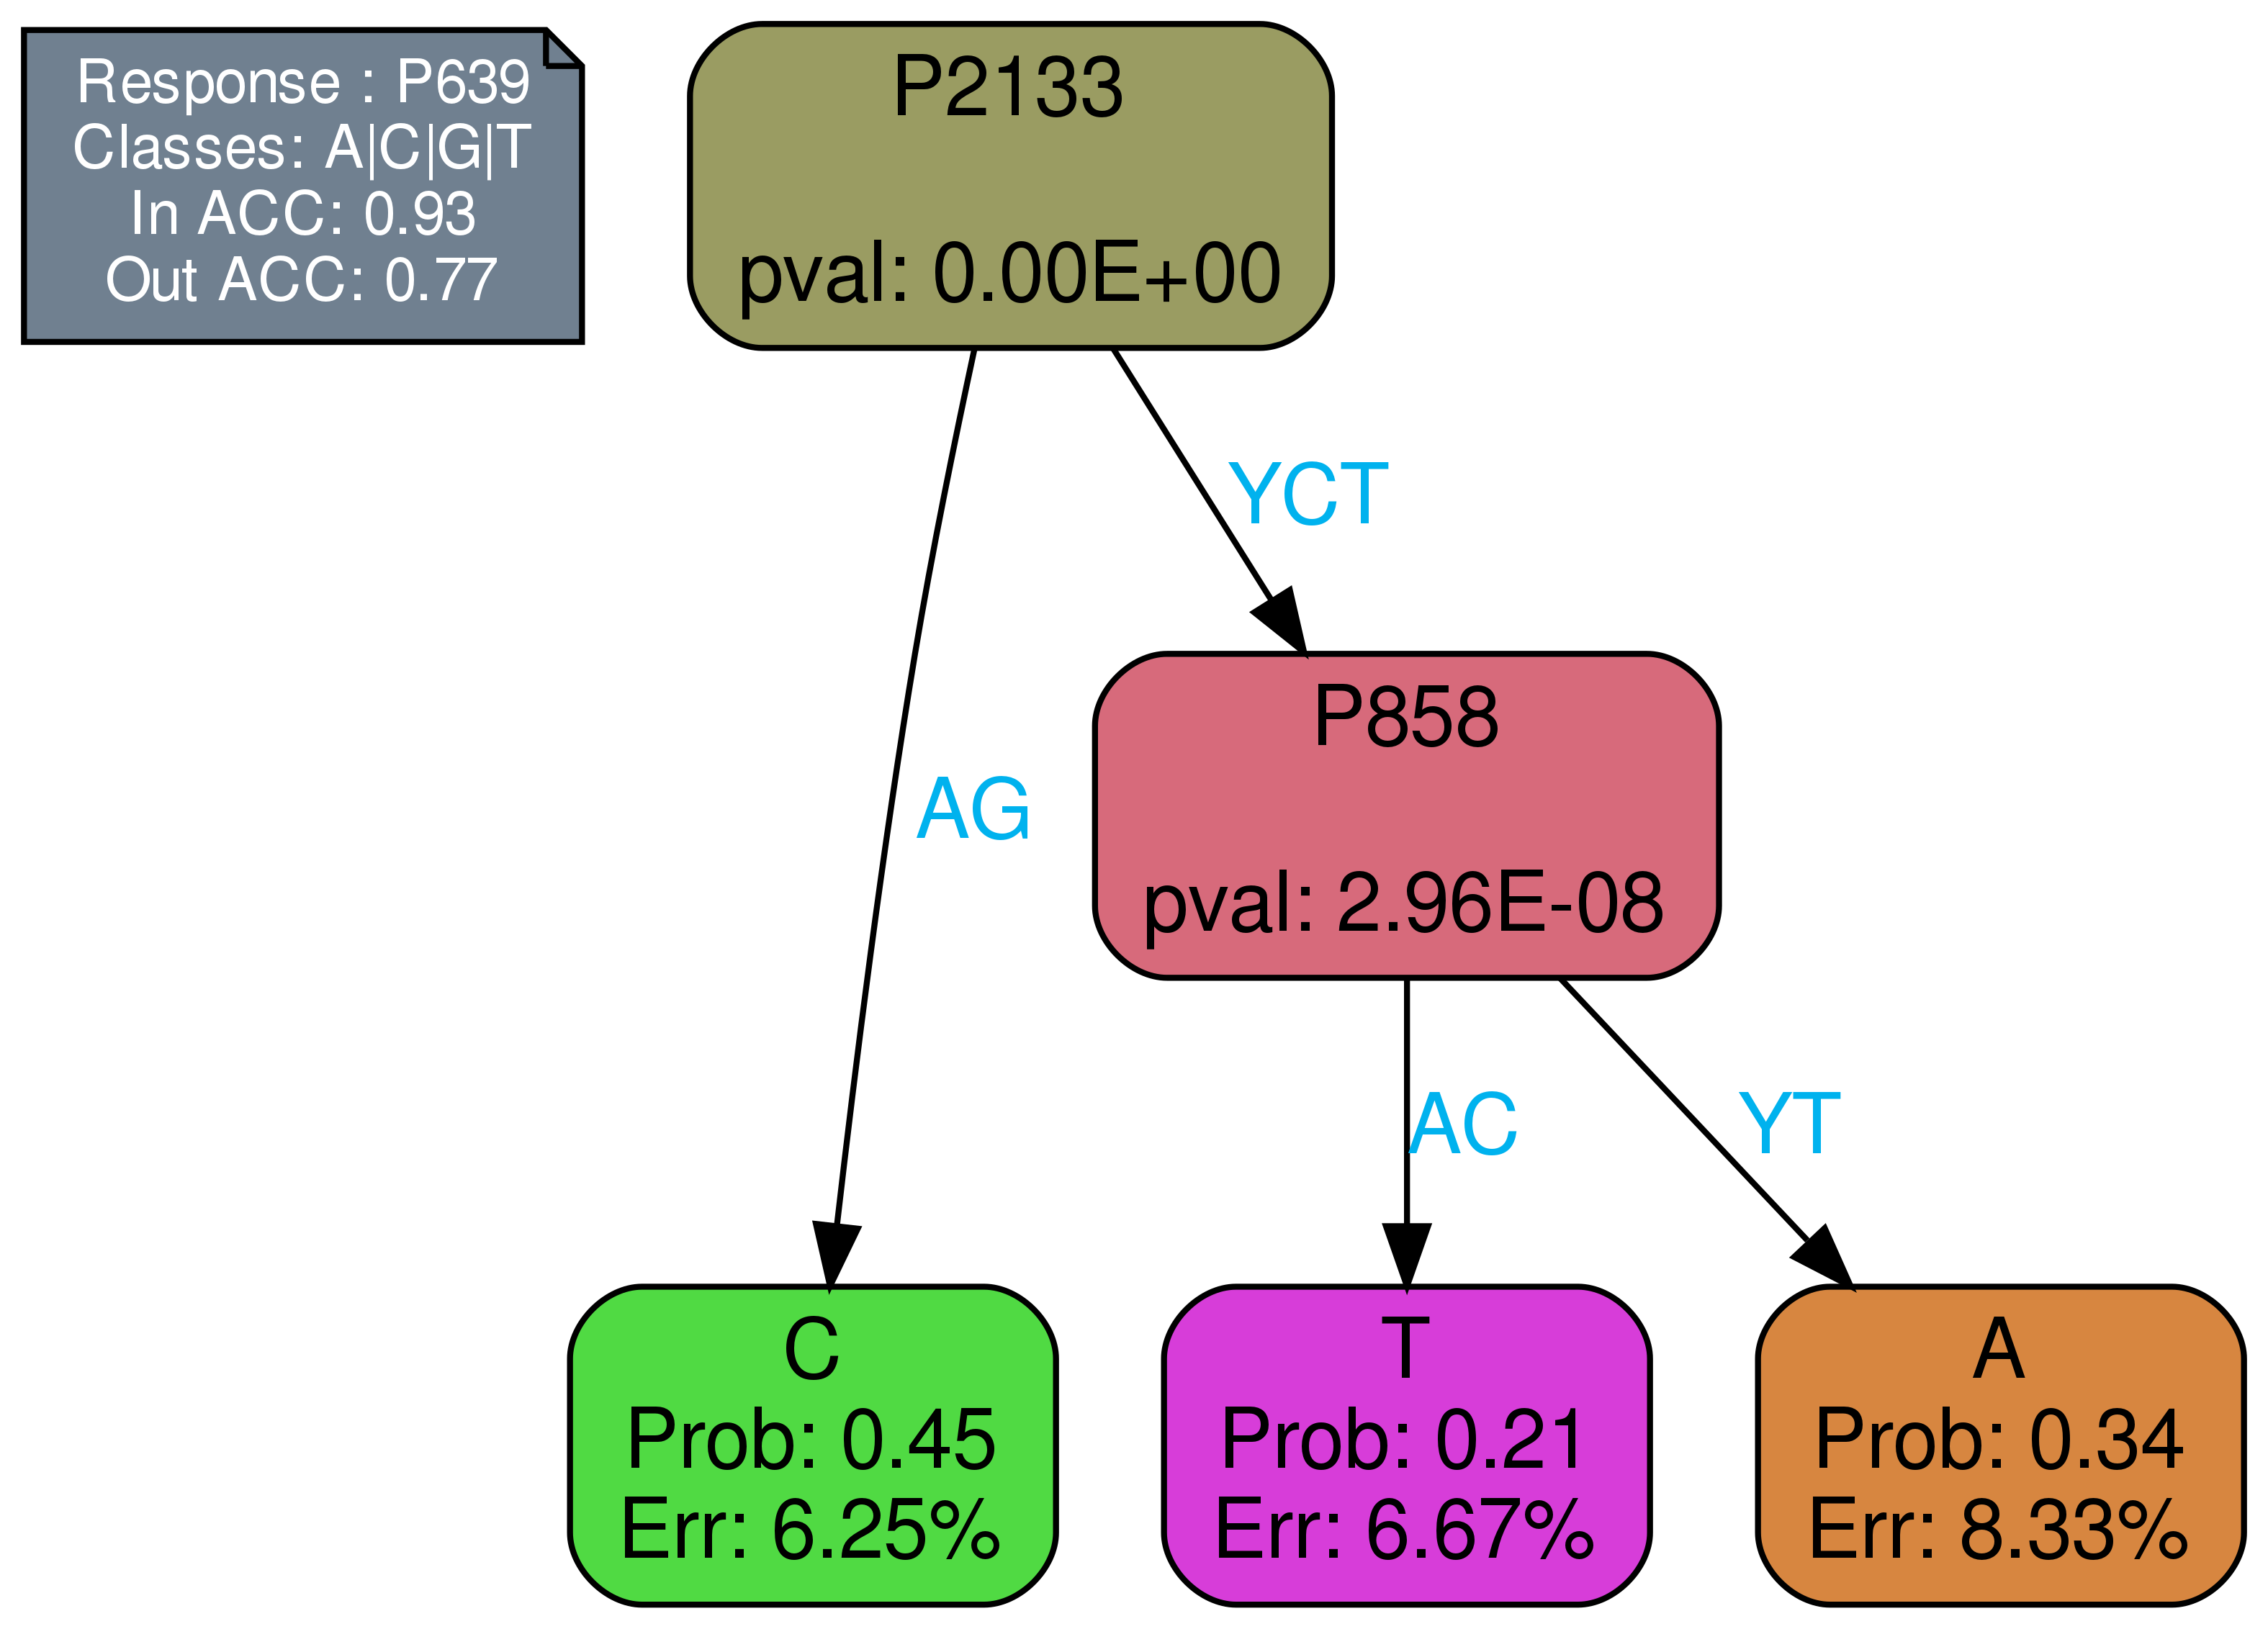 Response : P639
Classes: A|C|G|T
In ACC: 0.93
Out ACC: 0.77
P2133
pval: 0.00E+00
YCT
P858
pval: 2.96E-08
AG
AC
YT
C
Prob: 0.45
Err: 6.25%
T
Prob: 0.21
Err: 6.67%
A
Prob: 0.34
Err: 8.33%